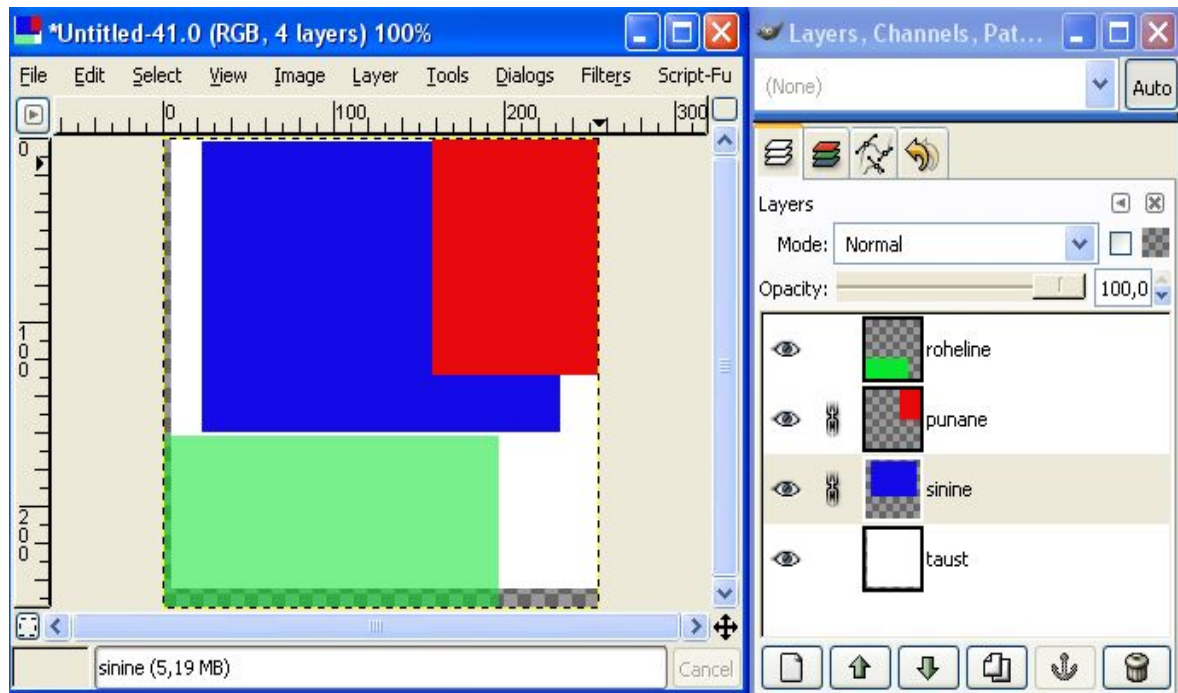 *Untitled-41.0 (RGB, 4 layers) 100%
File Edit Select View Image Layer Tools Dialogs Filters Script-Fu
0 100 200 300
0
100
200
sinine (5,19 MB) Cancel
Layers, Channels, Pat...
(None) Auto
Layers
Mode: Normal
Opacity: 100,0
roheline
punane
sinine
taust